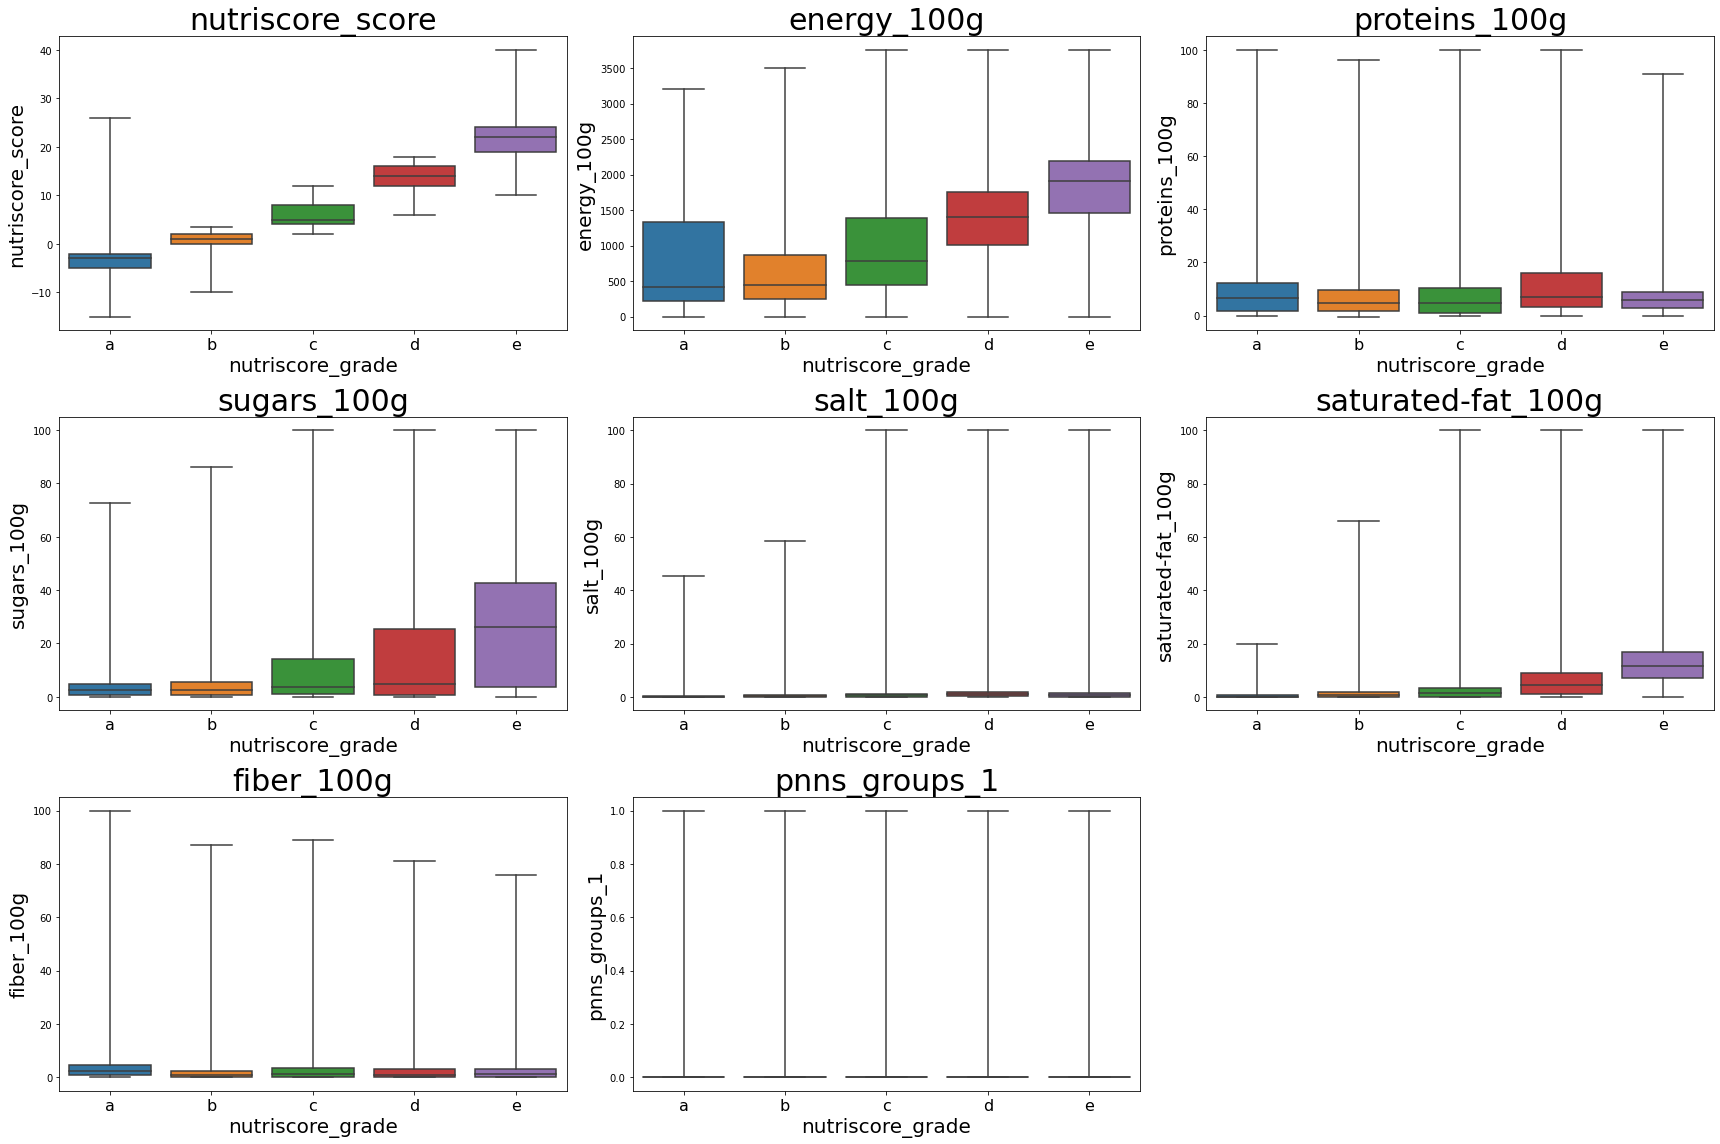 nutriscore_score
nutriscore_score
40
30
20
10
0
−10
a b c d e
nutriscore_grade
energy_100g
energy_100g
3500
3000
2500
2000
1500
1000
500
0
a b c d e
nutriscore_grade
proteins_100g
proteins_100g
100
80
60
40
20
0
a b c d e
nutriscore_grade
sugars_100g
sugars_100g
100
80
60
40
20
0
a b c d e
nutriscore_grade
salt_100g
salt_100g
100
80
60
40
20
0
a b c d e
nutriscore_grade
saturated-fat_100g
saturated-fat_100g
100
80
60
40
20
0
a b c d e
nutriscore_grade
fiber_100g
fiber_100g
100
80
60
40
20
0
a b c d e
nutriscore_grade
pnns_groups_1
pnns_groups_1
1.0
0.8
0.6
0.4
0.2
0.0
a b c d e
nutriscore_grade